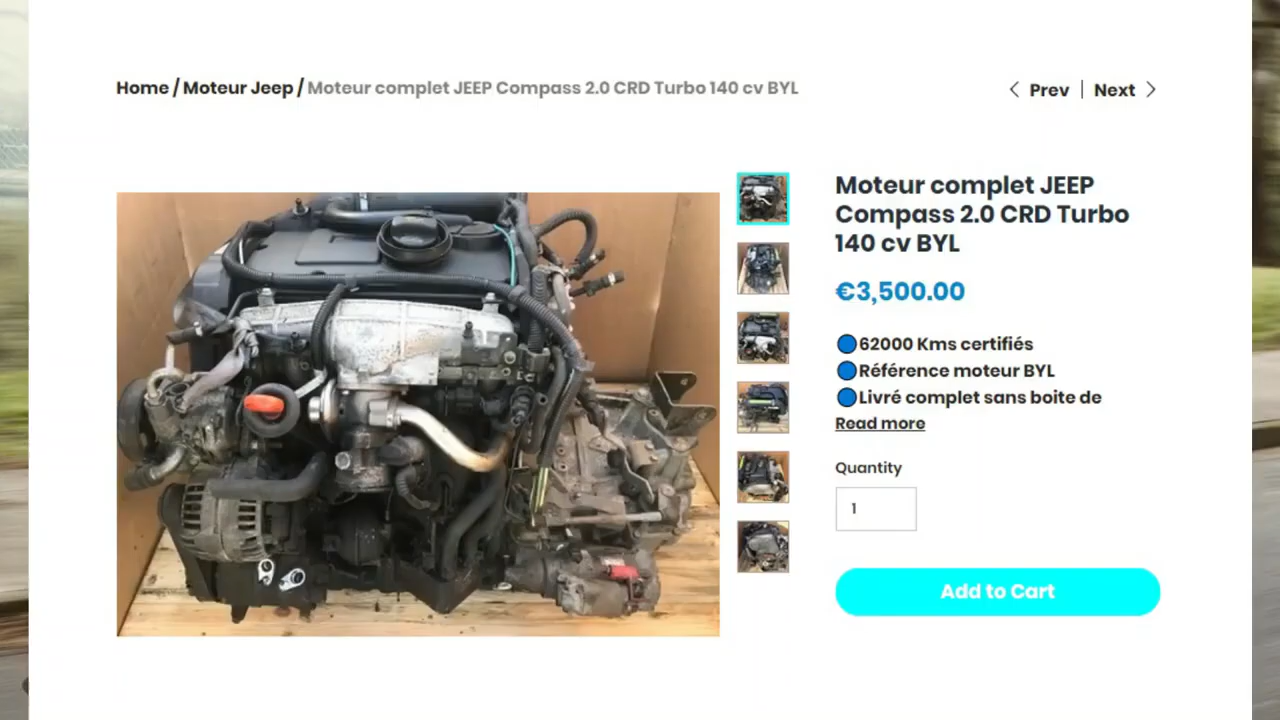 Home / Moteur Jeep / Moteur complet JEEP Compass 2.0 CRD Turbo 140 cv BYL
Prev | Next
Moteur complet JEEP
Compass 2.0 CRD Turbo
140 cv BYL
€3,500.00
62000 Kms certifiés
Référence moteur BYL
Livré complet sans boite de
Read more
Quantity
1
Add to Cart